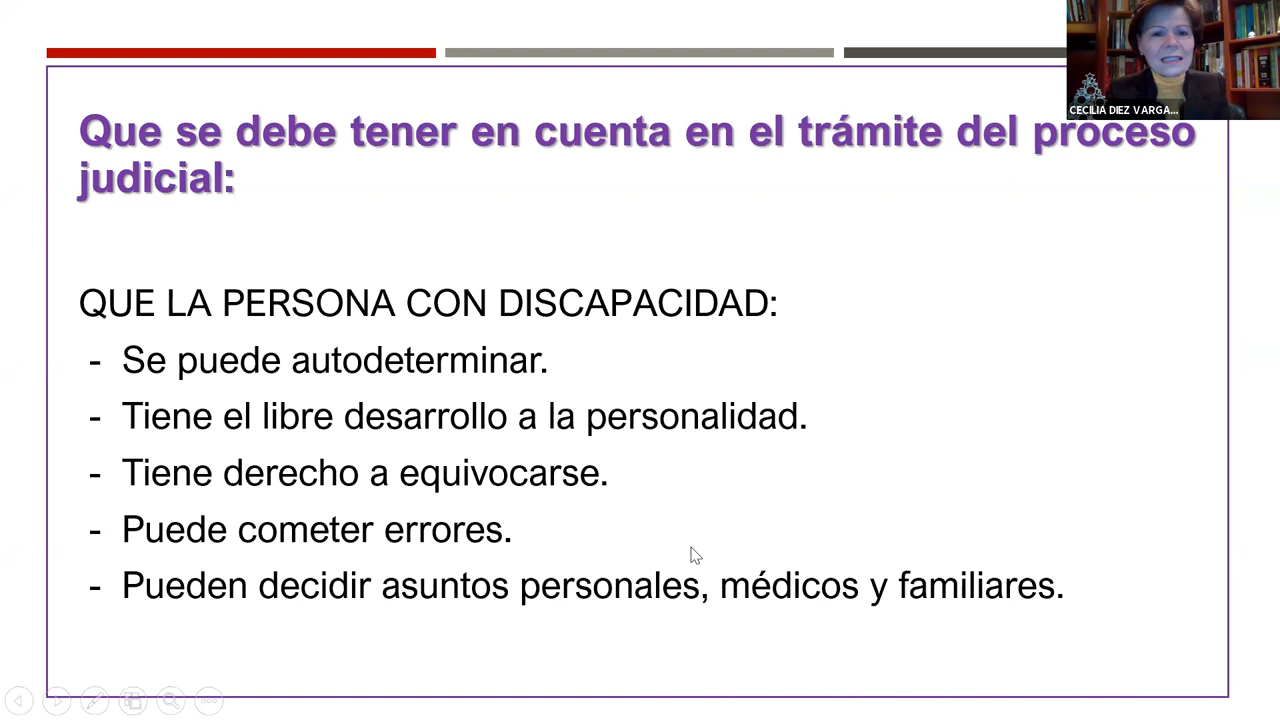 CECILIA DIEZ VARGA...
Que se debe tener en cuenta en el trámite del proceso
judicial:
QUE LA PERSONA CON DISCAPACIDAD:
- Se puede autodeterminar.
- Tiene el libre desarrollo a la personalidad.
- Tiene derecho a equivocarse.
- Puede cometer errores.
- Pueden decidir asuntos personales, médicos y familiares.